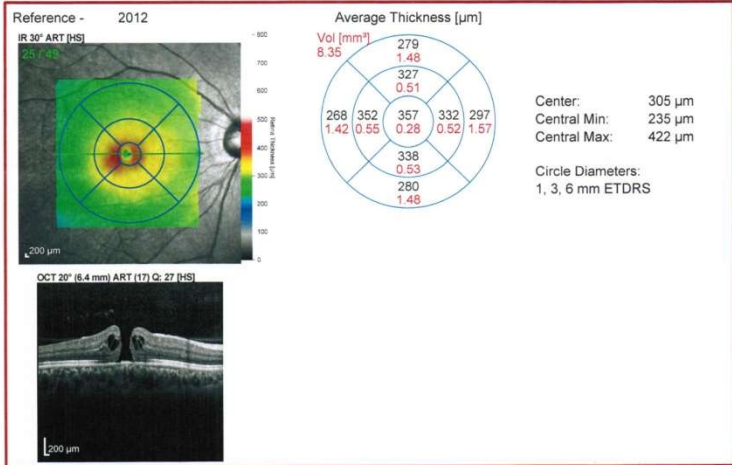 Reference - 2012
IR 30° ART [HS]
25 / 49
200 µm
900
800
700
600
500
400
300
200
100
0
Retina Thickness [µm]
OCT 20° (6.4 mm) ART (17) Q: 27 [HS]
200 µm
Average Thickness [µm]
Vol [mm³]
8.35
279
1.48
327
0.51
268 352 357 332 297
1.42 0.55 0.28 0.52 1.57
338
0.53
280
1.48
Center: 305 µm
Central Min: 235 µm
Central Max: 422 µm
Circle Diameters:
1, 3, 6 mm ETDRS